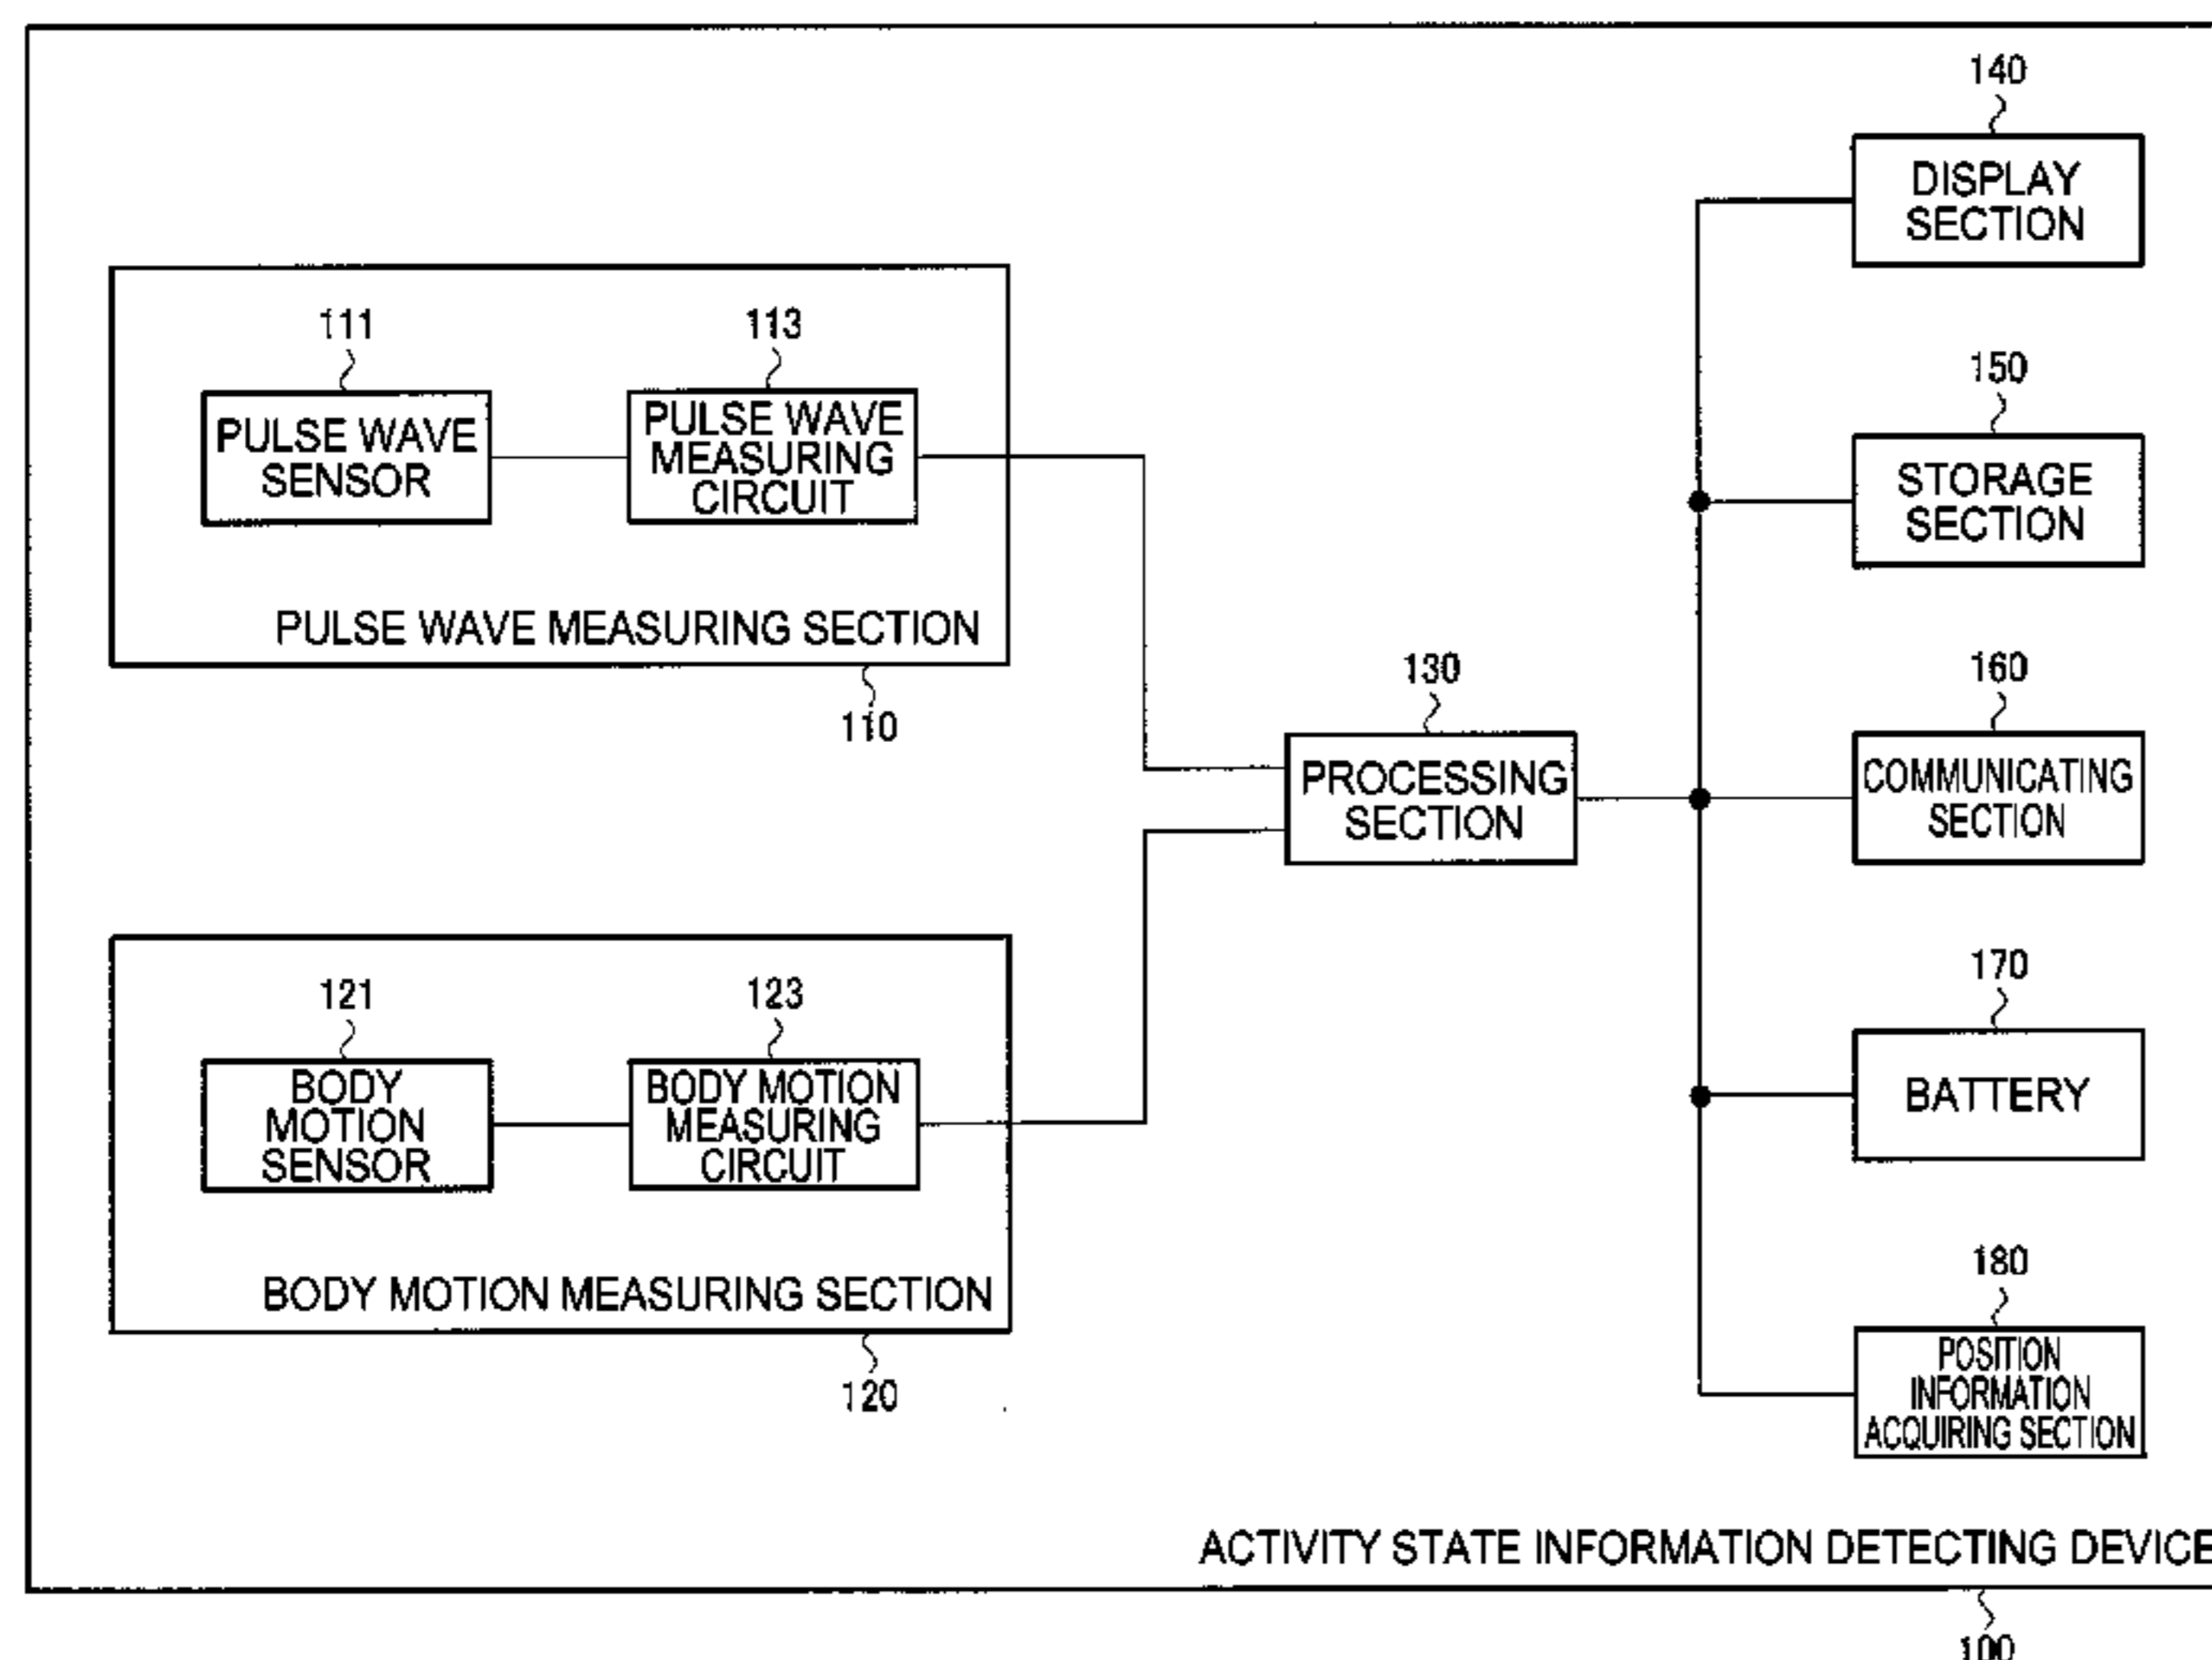 140
DISPLAY
SECTION
111
113
PULSE WAVE
SENSOR
PULSE WAVE
MEASURING
CIRCUIT
PULSE WAVE MEASURING SECTION
110
150
STORAGE
SECTION
130
PROCESSING
SECTION
160
COMMUNICATING
SECTION
121
123
BODY
MOTION
SENSOR
BODY MOTION
MEASURING
CIRCUIT
BODY MOTION MEASURING SECTION
120
170
BATTERY
180
POSITION
INFORMATION
ACQUIRING SECTION
ACTIVITY STATE INFORMATION DETECTING DEVICE
100